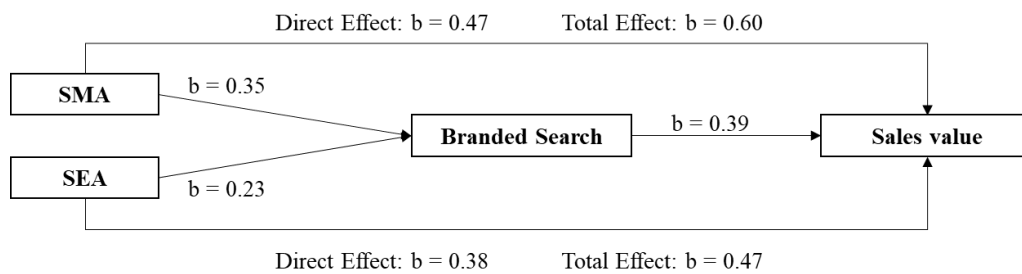 Direct Effect: b = 0.47 Total Effect: b = 0.60
SMA
b = 0.35
Branded Search
b = 0.39
Sales value
SEA
b = 0.23
Direct Effect: b = 0.38 Total Effect: b = 0.47